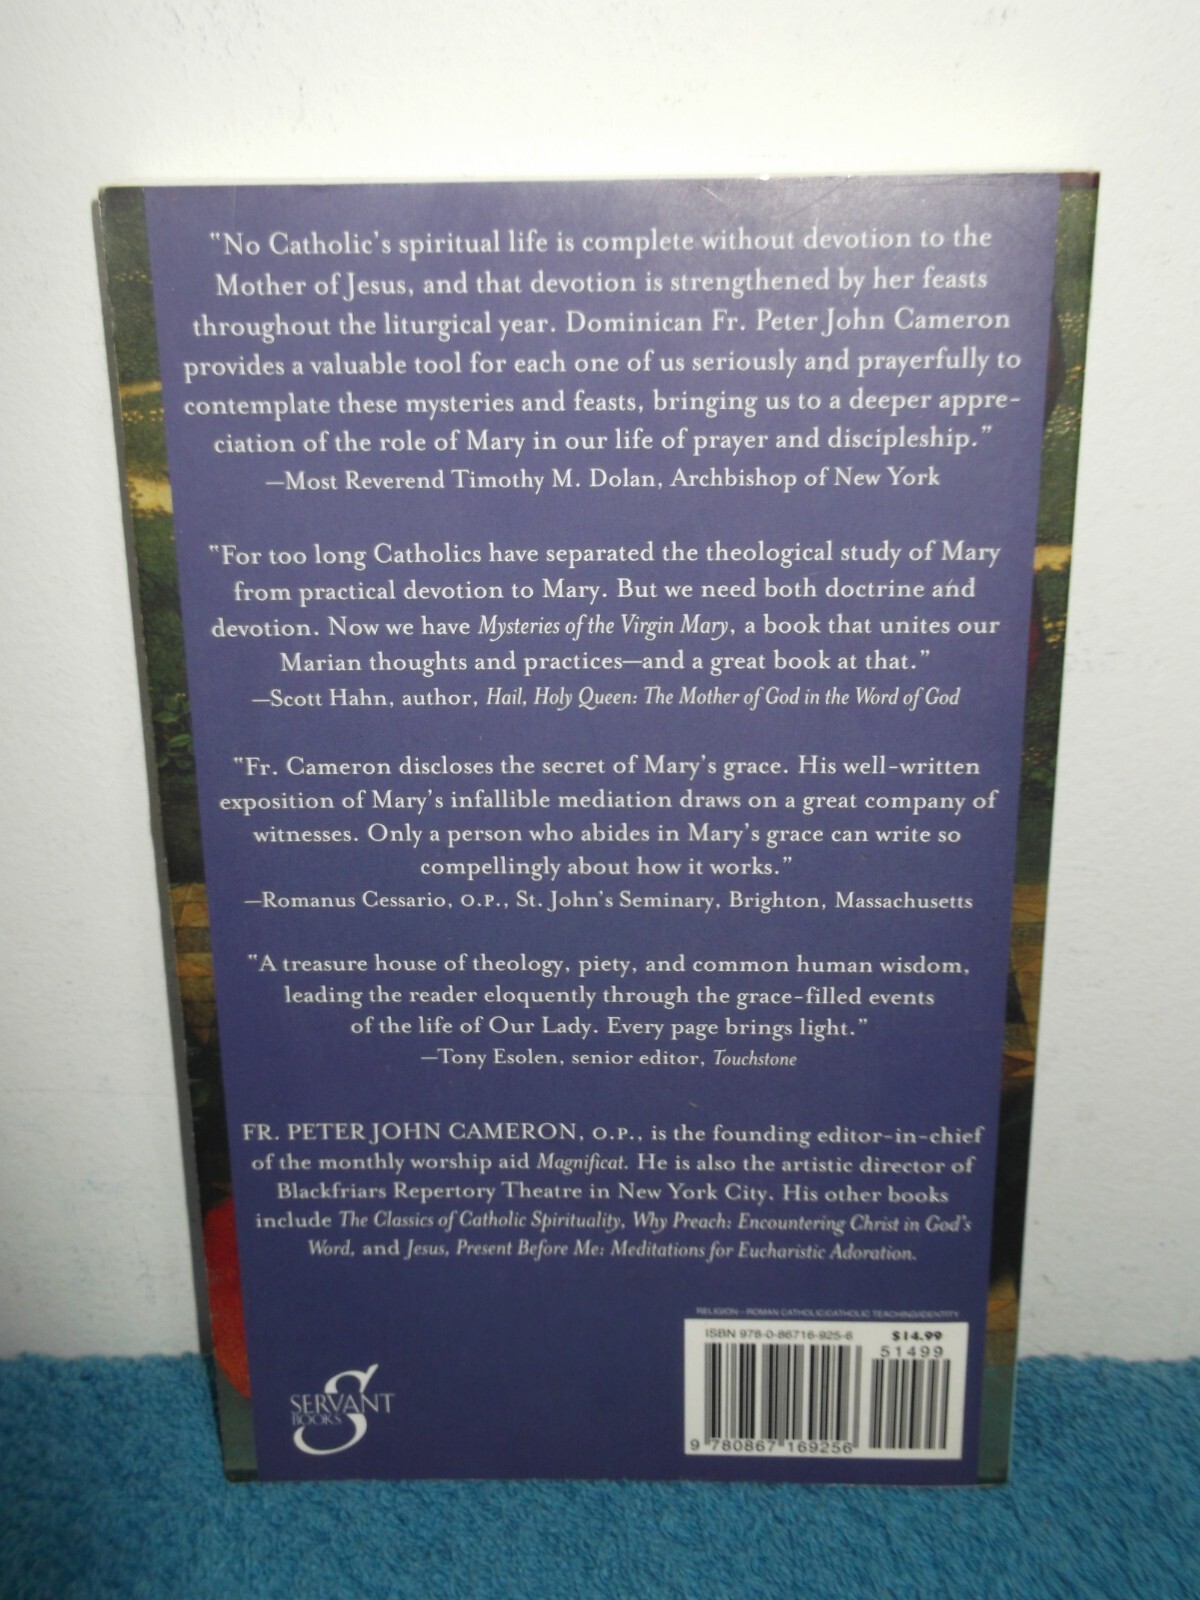 "No Catholic's spiritual life is complete without devotion to the
Mother of Jesus, and that devotion is strengthened by her feasts
throughout the liturgical year. Dominican Fr. Peter John Cameron
provides a valuable tool for each one of us seriously and prayerfully to
contemplate these mysteries and feasts, bringing us to a deeper appre-
ciation of the role of Mary in our life of prayer and discipleship."
—Most Reverend Timothy M. Dolan, Archbishop of New York
"For too long Catholics have separated the theological study of Mary
from practical devotion to Mary. But we need both doctrine and
devotion. Now we have Mysteries of the Virgin Mary, a book that unites our
Marian thoughts and practices—and a great book at that."
—Scott Hahn, author, Hail, Holy Queen: The Mother of God in the Word of God
"Fr. Cameron discloses the secret of Mary's grace. His well-written
exposition of Mary's infallible mediation draws on a great company of
witnesses. Only a person who abides in Mary's grace can write so
compellingly about how it works."
—Romanus Cessario, O.P., St. John's Seminary, Brighton, Massachusetts
"A treasure house of theology, piety, and common human wisdom,
leading the reader eloquently through the grace-filled events
of the life of Our Lady. Every page brings light."
—Tony Esolen, senior editor, Touchstone
FR. PETER JOHN CAMERON, O.P., is the founding editor-in-chief
of the monthly worship aid Magnificat. He is also the artistic director of
Blackfriars Repertory Theatre in New York City. His other books
include The Classics of Catholic Spirituality, Why Preach: Encountering Christ in God's
Word, and Jesus, Present Before Me: Meditations for Eucharistic Adoration.
RELIGION—ROMAN CATHOLIC/CATHOLIC TEACHING/IDENTITY
ISBN 978-0-86716-925-6 $14.99
51499
9 780867 169256
S
SERVANT
BOOKS